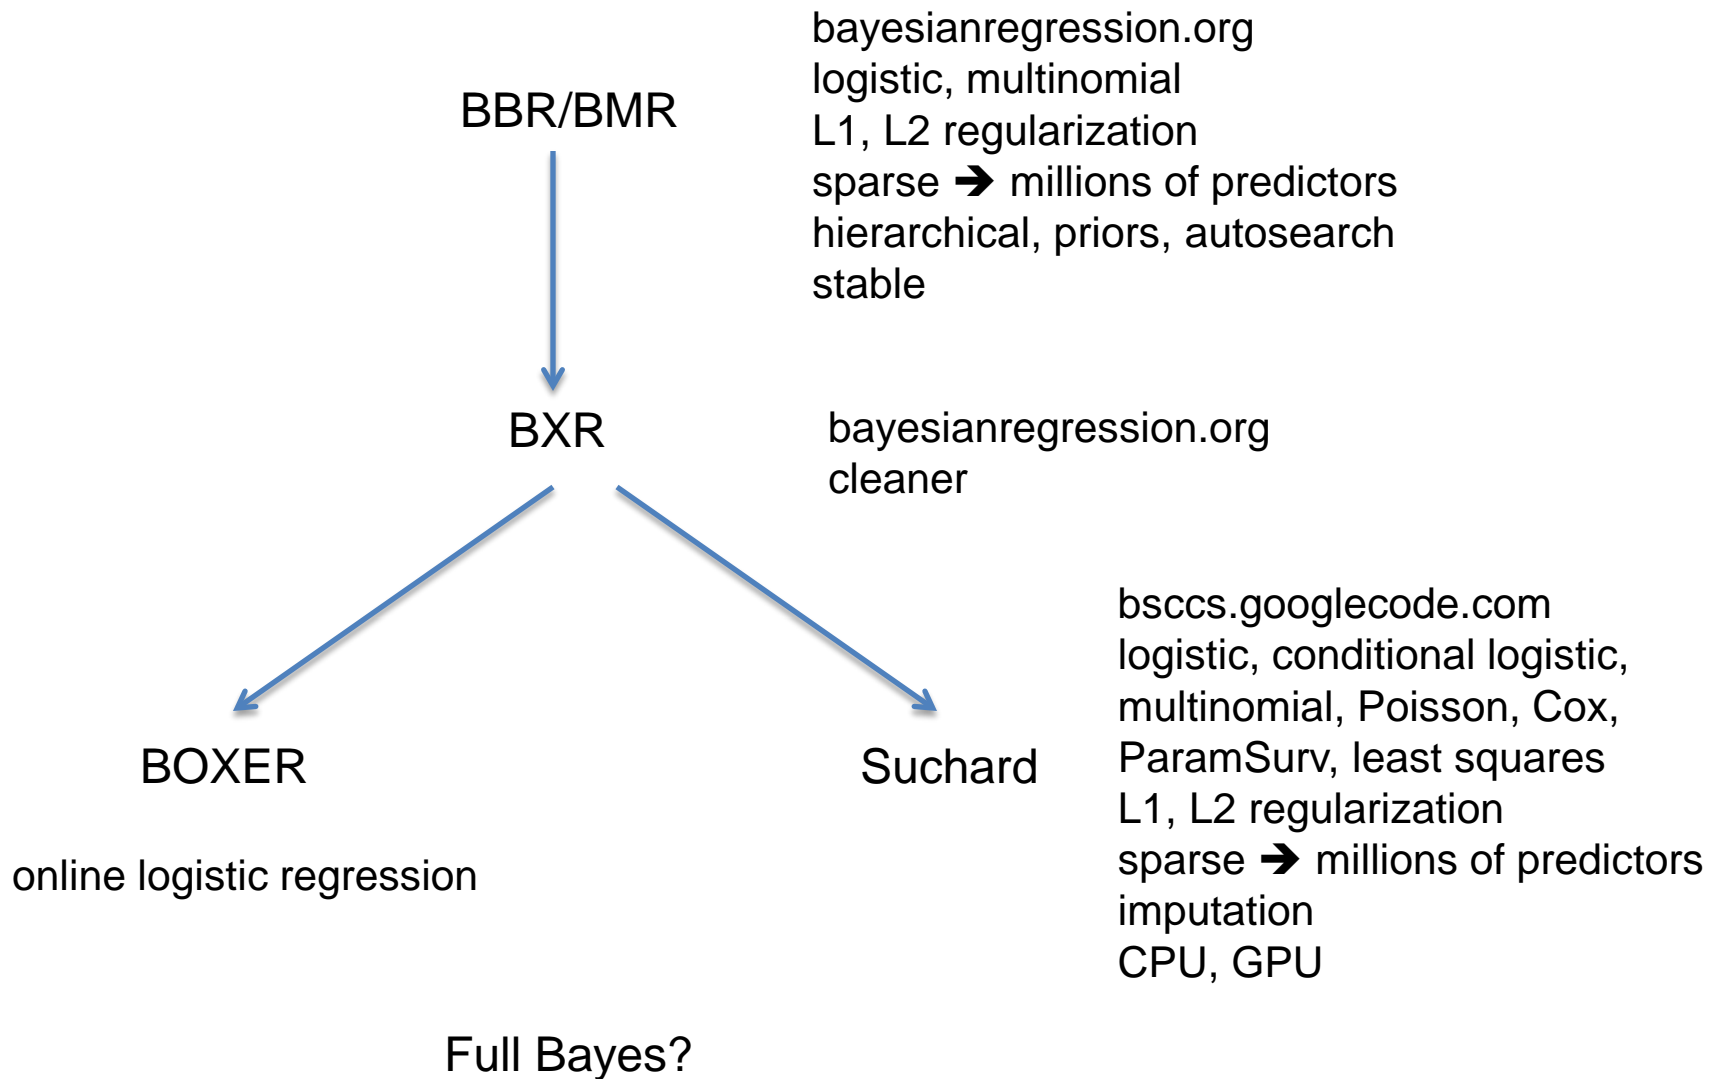 BBR/BMR
bayesianregression.org
logistic, multinomial
L1, L2 regularization
sparse ➔ millions of predictors
hierarchical, priors, autosearch
stable
BXR
bayesianregression.org
cleaner
BOXER
online logistic regression
Suchard
bsccs.googlecode.com
logistic, conditional logistic,
multinomial, Poisson, Cox,
ParamSurv, least squares
L1, L2 regularization
sparse ➔ millions of predictors
imputation
CPU, GPU
Full Bayes?